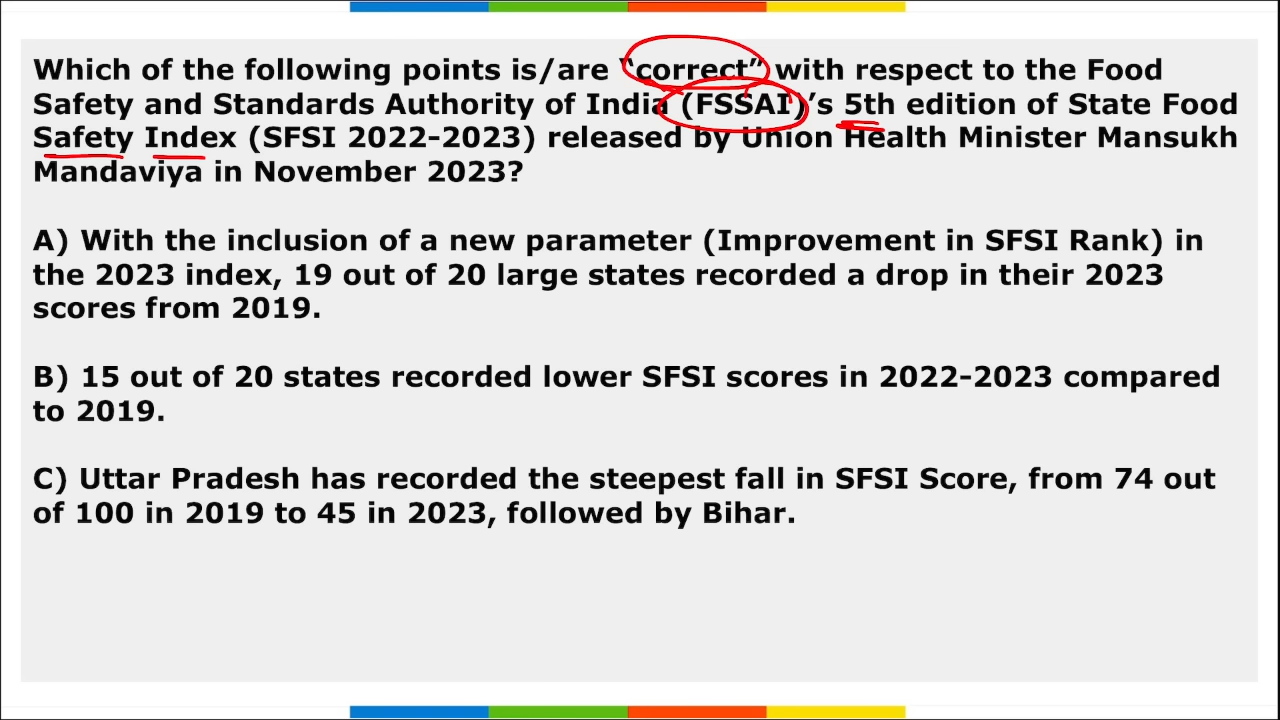 Which of the following points is/are “correct” with respect to the Food
Safety and Standards Authority of India (FSSAI)’s 5th edition of State Food
Safety Index (SFSI 2022-2023) released by Union Health Minister Mansukh
Mandaviya in November 2023?
A) With the inclusion of a new parameter (Improvement in SFSI Rank) in
the 2023 index, 19 out of 20 large states recorded a drop in their 2023
scores from 2019.
B) 15 out of 20 states recorded lower SFSI scores in 2022-2023 compared
to 2019.
C) Uttar Pradesh has recorded the steepest fall in SFSI Score, from 74 out
of 100 in 2019 to 45 in 2023, followed by Bihar.